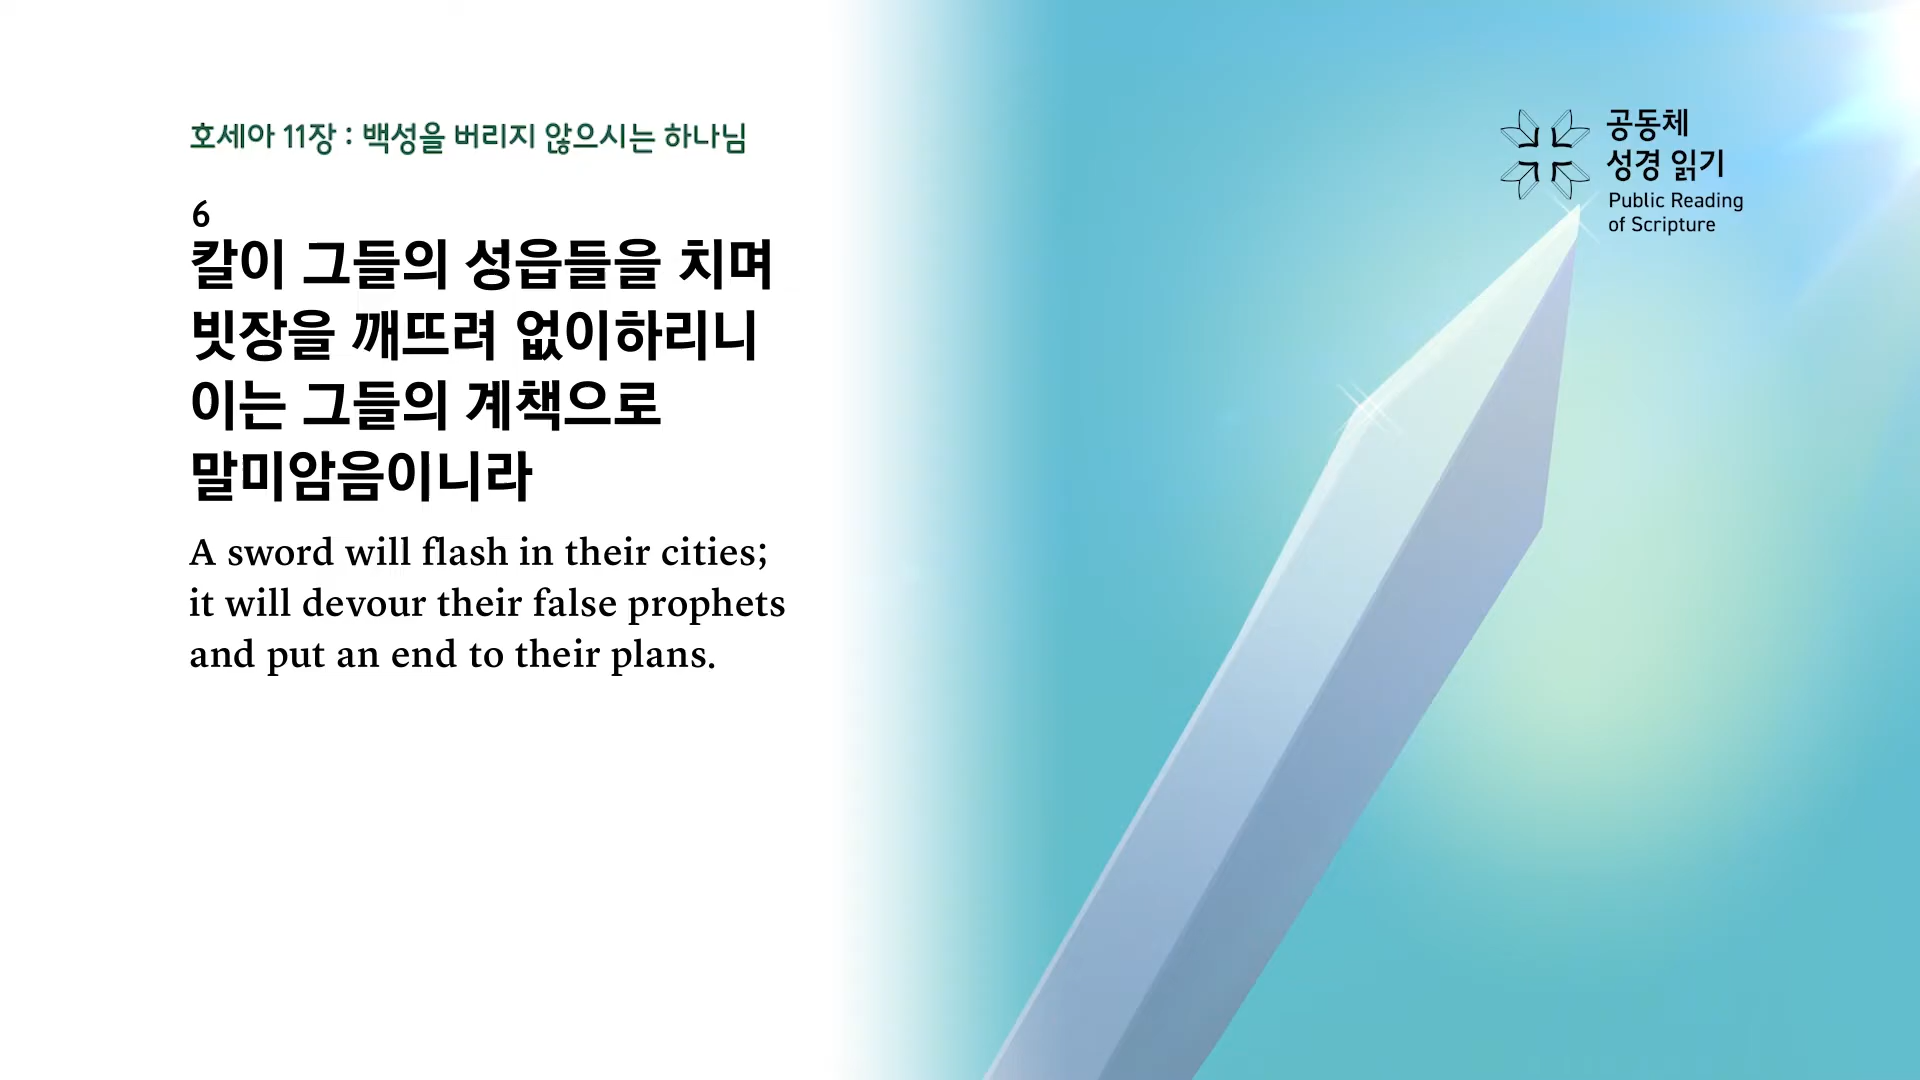 호세아 11장 : 백성을 버리지 않으시는 하나님
6
칼이 그들의 성읍들을 치며
빗장을 깨뜨려 없이하리니
이는 그들의 계책으로
말미암음이니라
A sword will flash in their cities;
it will devour their false prophets
and put an end to their plans.
공동체
성경 읽기
Public Reading
of Scripture